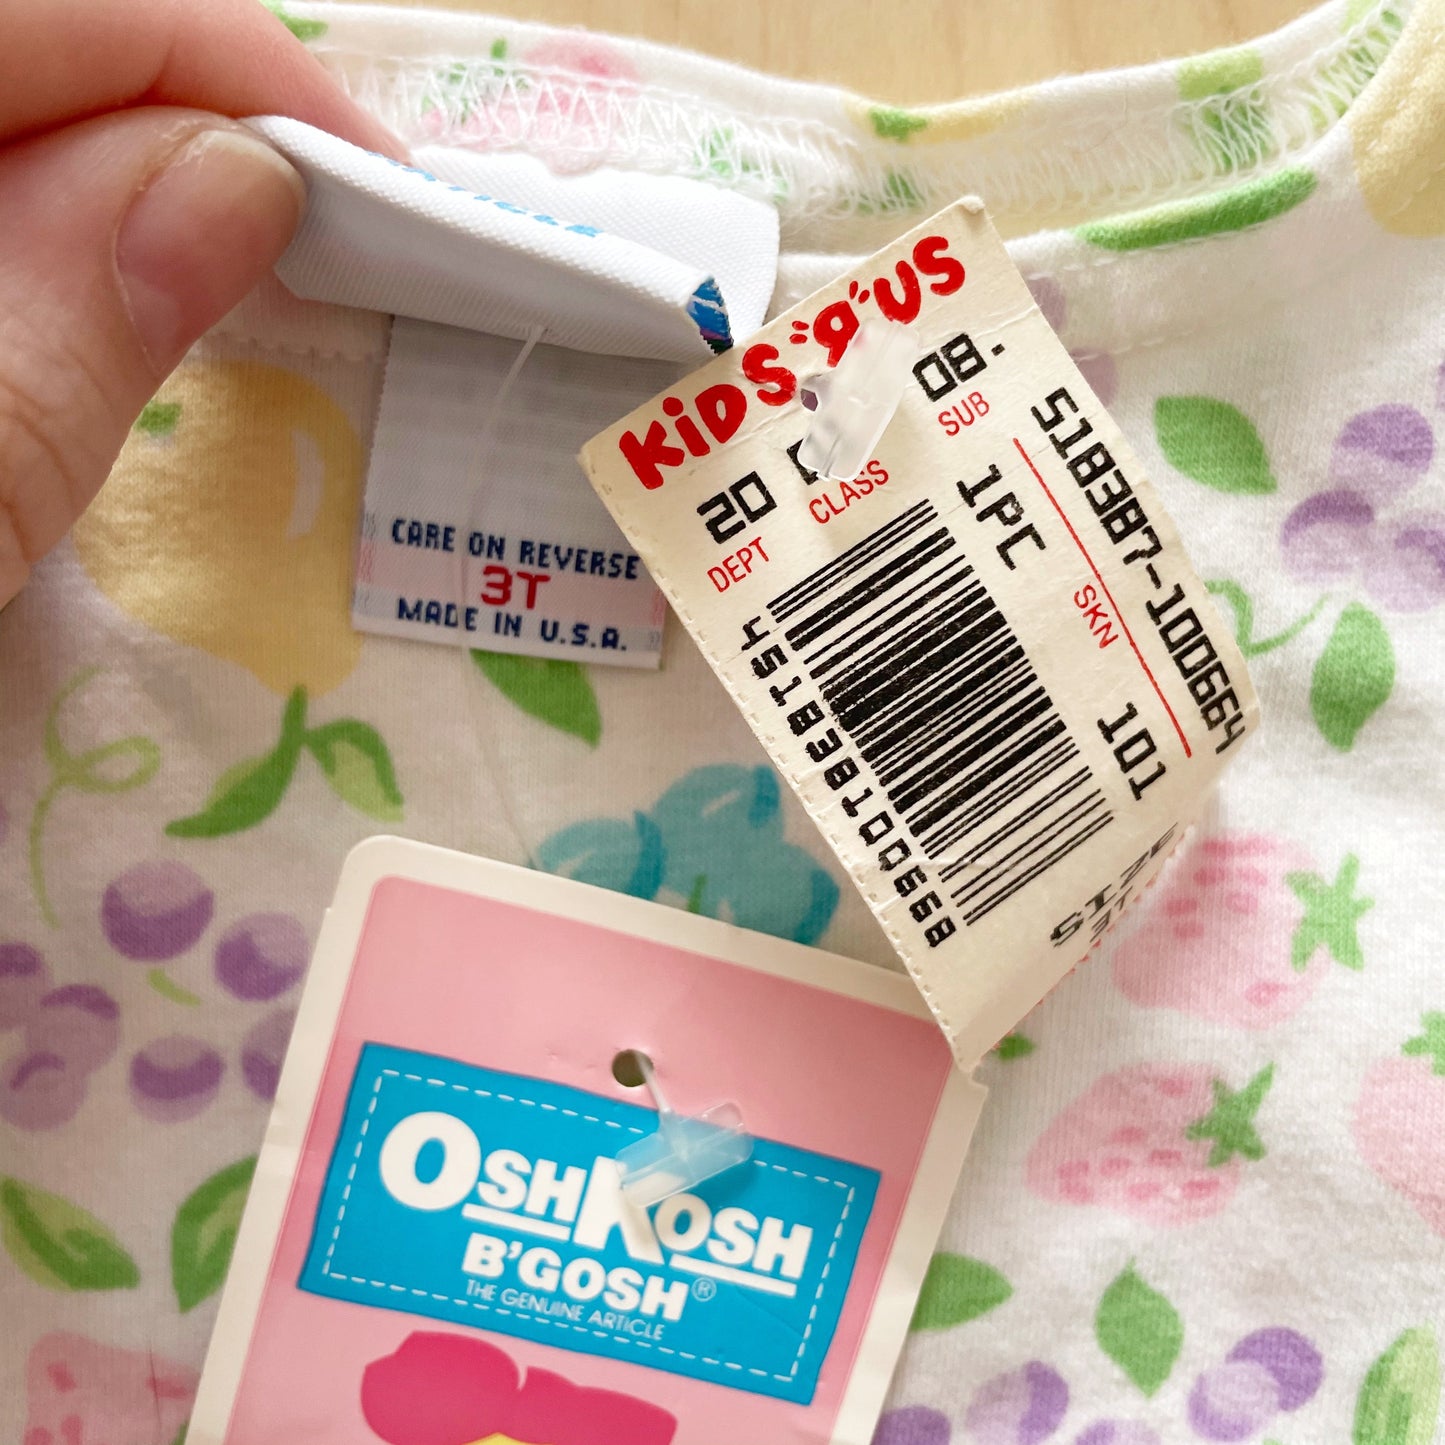 CARE ON REVERSE
3T
MADE IN U.S.A.
KiDS "R" US
20
DEPT
CLASS
08.
SUB
1PC
518387-100664
SKN
101
451838100668
OSHKOSH
B'GOSH®
THE GENUINE ARTICLE